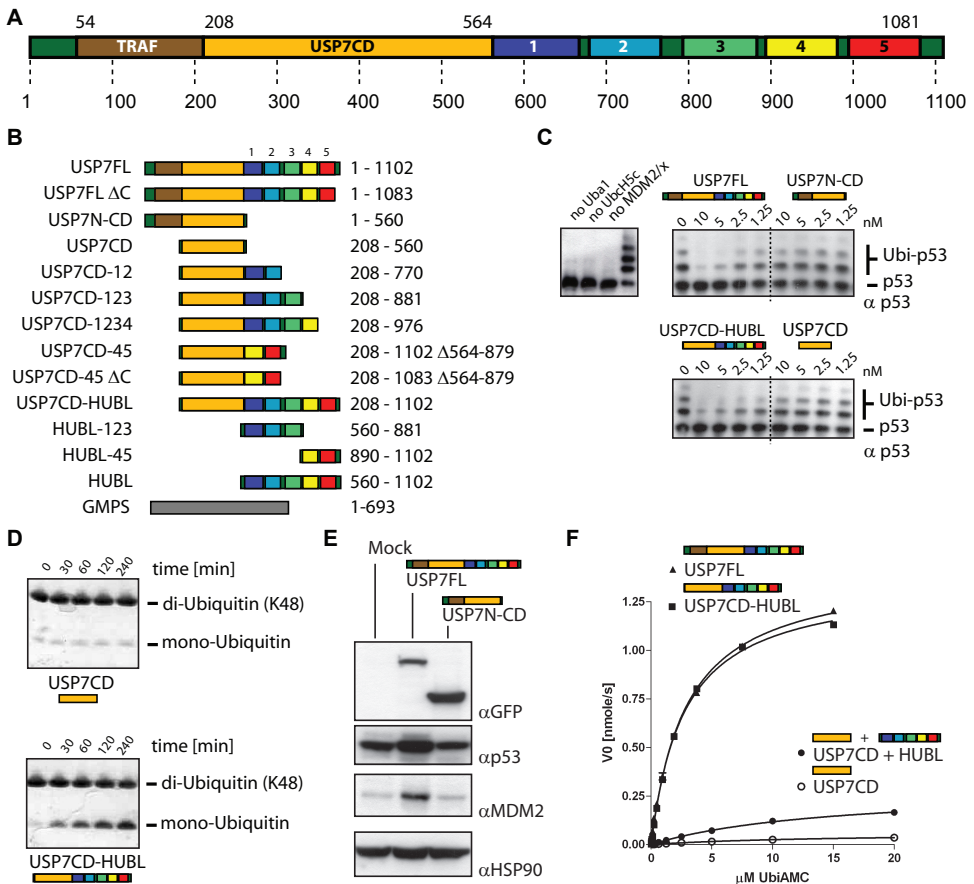 A
54 208 564 1081
TRAF USP7CD 1 2 3 4 5
1 100 200 300 400 500 600 700 800 900 1000 1100
B
1 2 3 4 5
USP7FL 1 - 1102
USP7FL ΔC 1 - 1083
USP7N-CD 1 - 560
USP7CD 208 - 560
USP7CD-12 208 - 770
USP7CD-123 208 - 881
USP7CD-1234 208 - 976
USP7CD-45 208 - 1102 Δ564-879
USP7CD-45 ΔC 208 - 1083 Δ564-879
USP7CD-HUBL 208 - 1102
HUBL-123 560 - 881
HUBL-45 890 - 1102
HUBL 560 - 1102
GMPS 1-693
C
no Uba1
no UbcH5c
no MDM2/x
USP7FL USP7N-CD
0 10 5 2.5 1.25 10 5 2.5 1.25 nM
Ubi-p53
p53
α p53
USP7CD-HUBL USP7CD
0 10 5 2.5 1.25 10 5 2.5 1.25 nM
Ubi-p53
p53
α p53
D
0 30 60 120 240 time [min]
di-Ubiquitin (K48)
mono-Ubiquitin
USP7CD
0 30 60 120 240 time [min]
di-Ubiquitin (K48)
mono-Ubiquitin
USP7CD-HUBL
E
Mock
USP7FL
USP7N-CD
αGFP
αp53
αMDM2
αHSP90
F
USP7FL
USP7CD-HUBL
1.25
1.00
0.75
0.50
0.25
0.00
V0 [nmole/s]
+
USP7CD + HUBL
USP7CD
0 5 10 15 20
μM UbiAMC